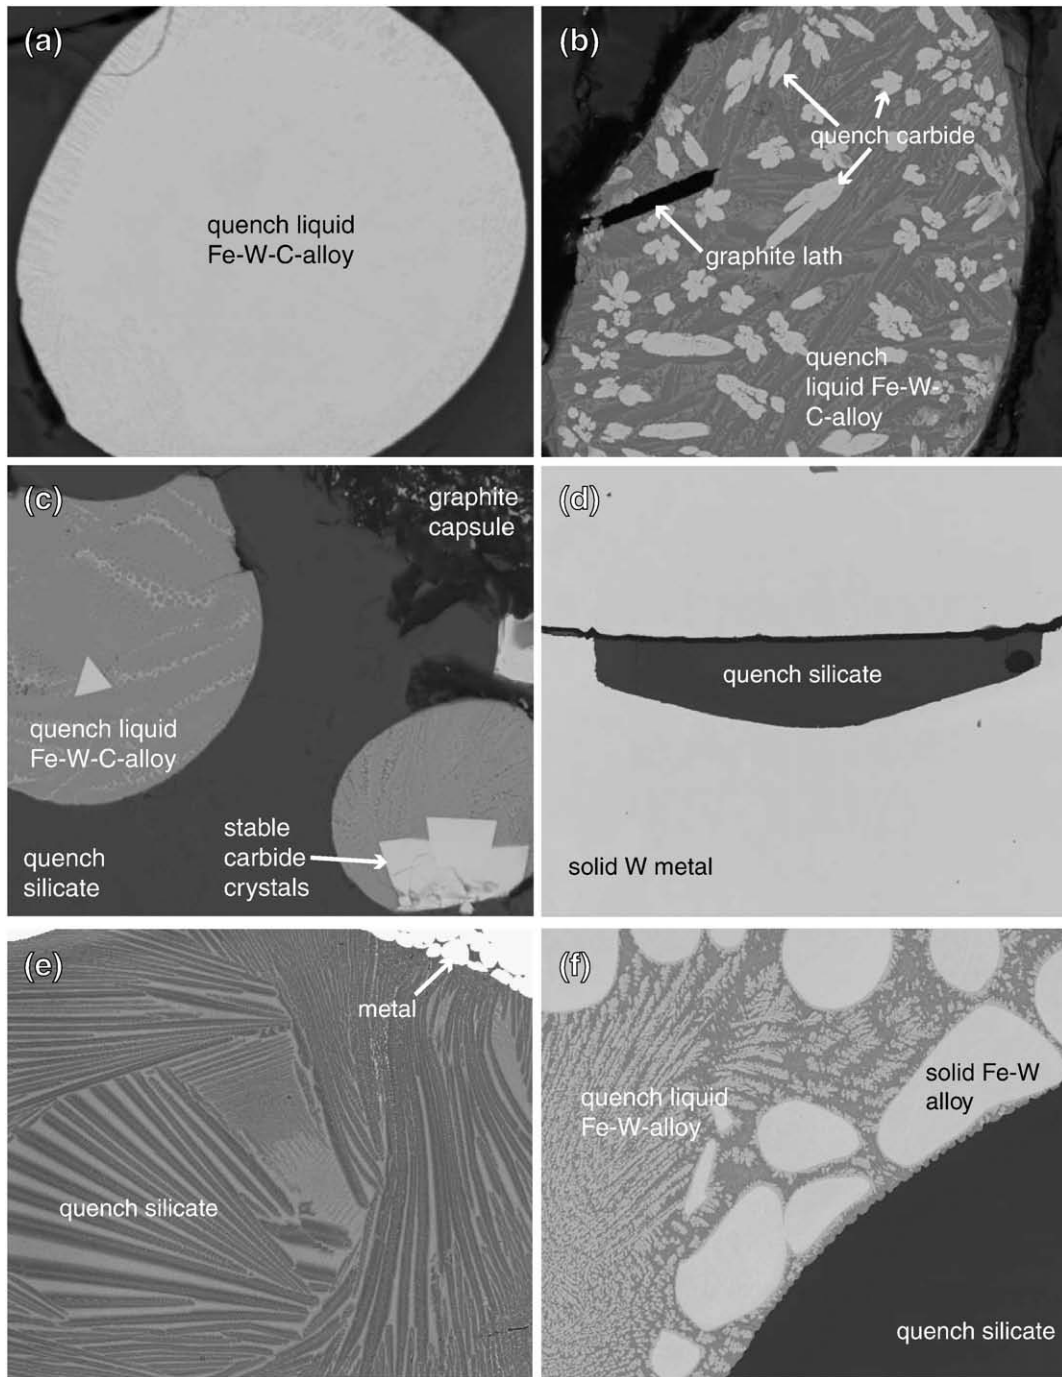 (a)
quench liquid
Fe-W-C-alloy
(b)
quench carbide
graphite lath
quench
liquid Fe-W-
C-alloy
(c)
graphite
capsule
quench liquid
Fe-W-C-alloy
stable
carbide
crystals
quench
silicate
(d)
quench silicate
solid W metal
(e)
metal
quench silicate
(f)
solid Fe-W
alloy
quench liquid
Fe-W-alloy
quench silicate